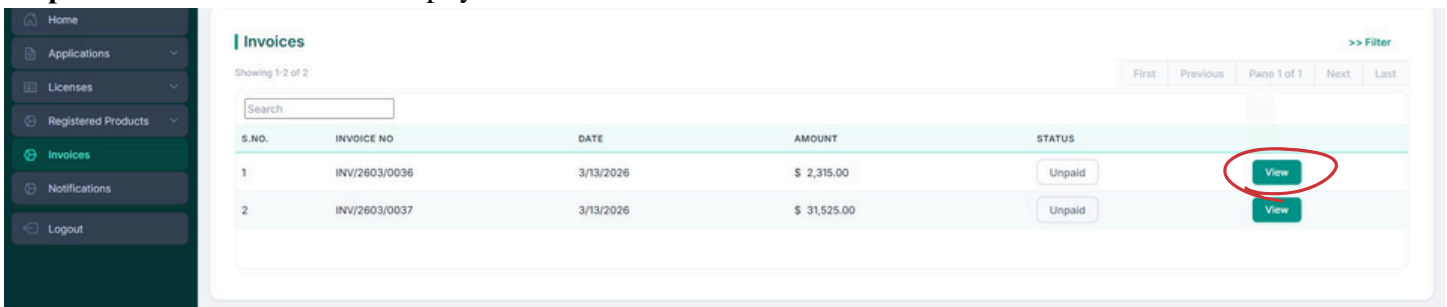 Home
Applications
Licenses
Registered Products
Invoices
Notifications
Logout
Invoices
>> Filter
Showing 1-2 of 2
First Previous Page 1 of 1 Next Last
Search
S.NO. INVOICE NO DATE AMOUNT STATUS
1 INV/2603/0036 3/13/2026 $ 2,315.00 Unpaid View
2 INV/2603/0037 3/13/2026 $ 31,525.00 Unpaid View